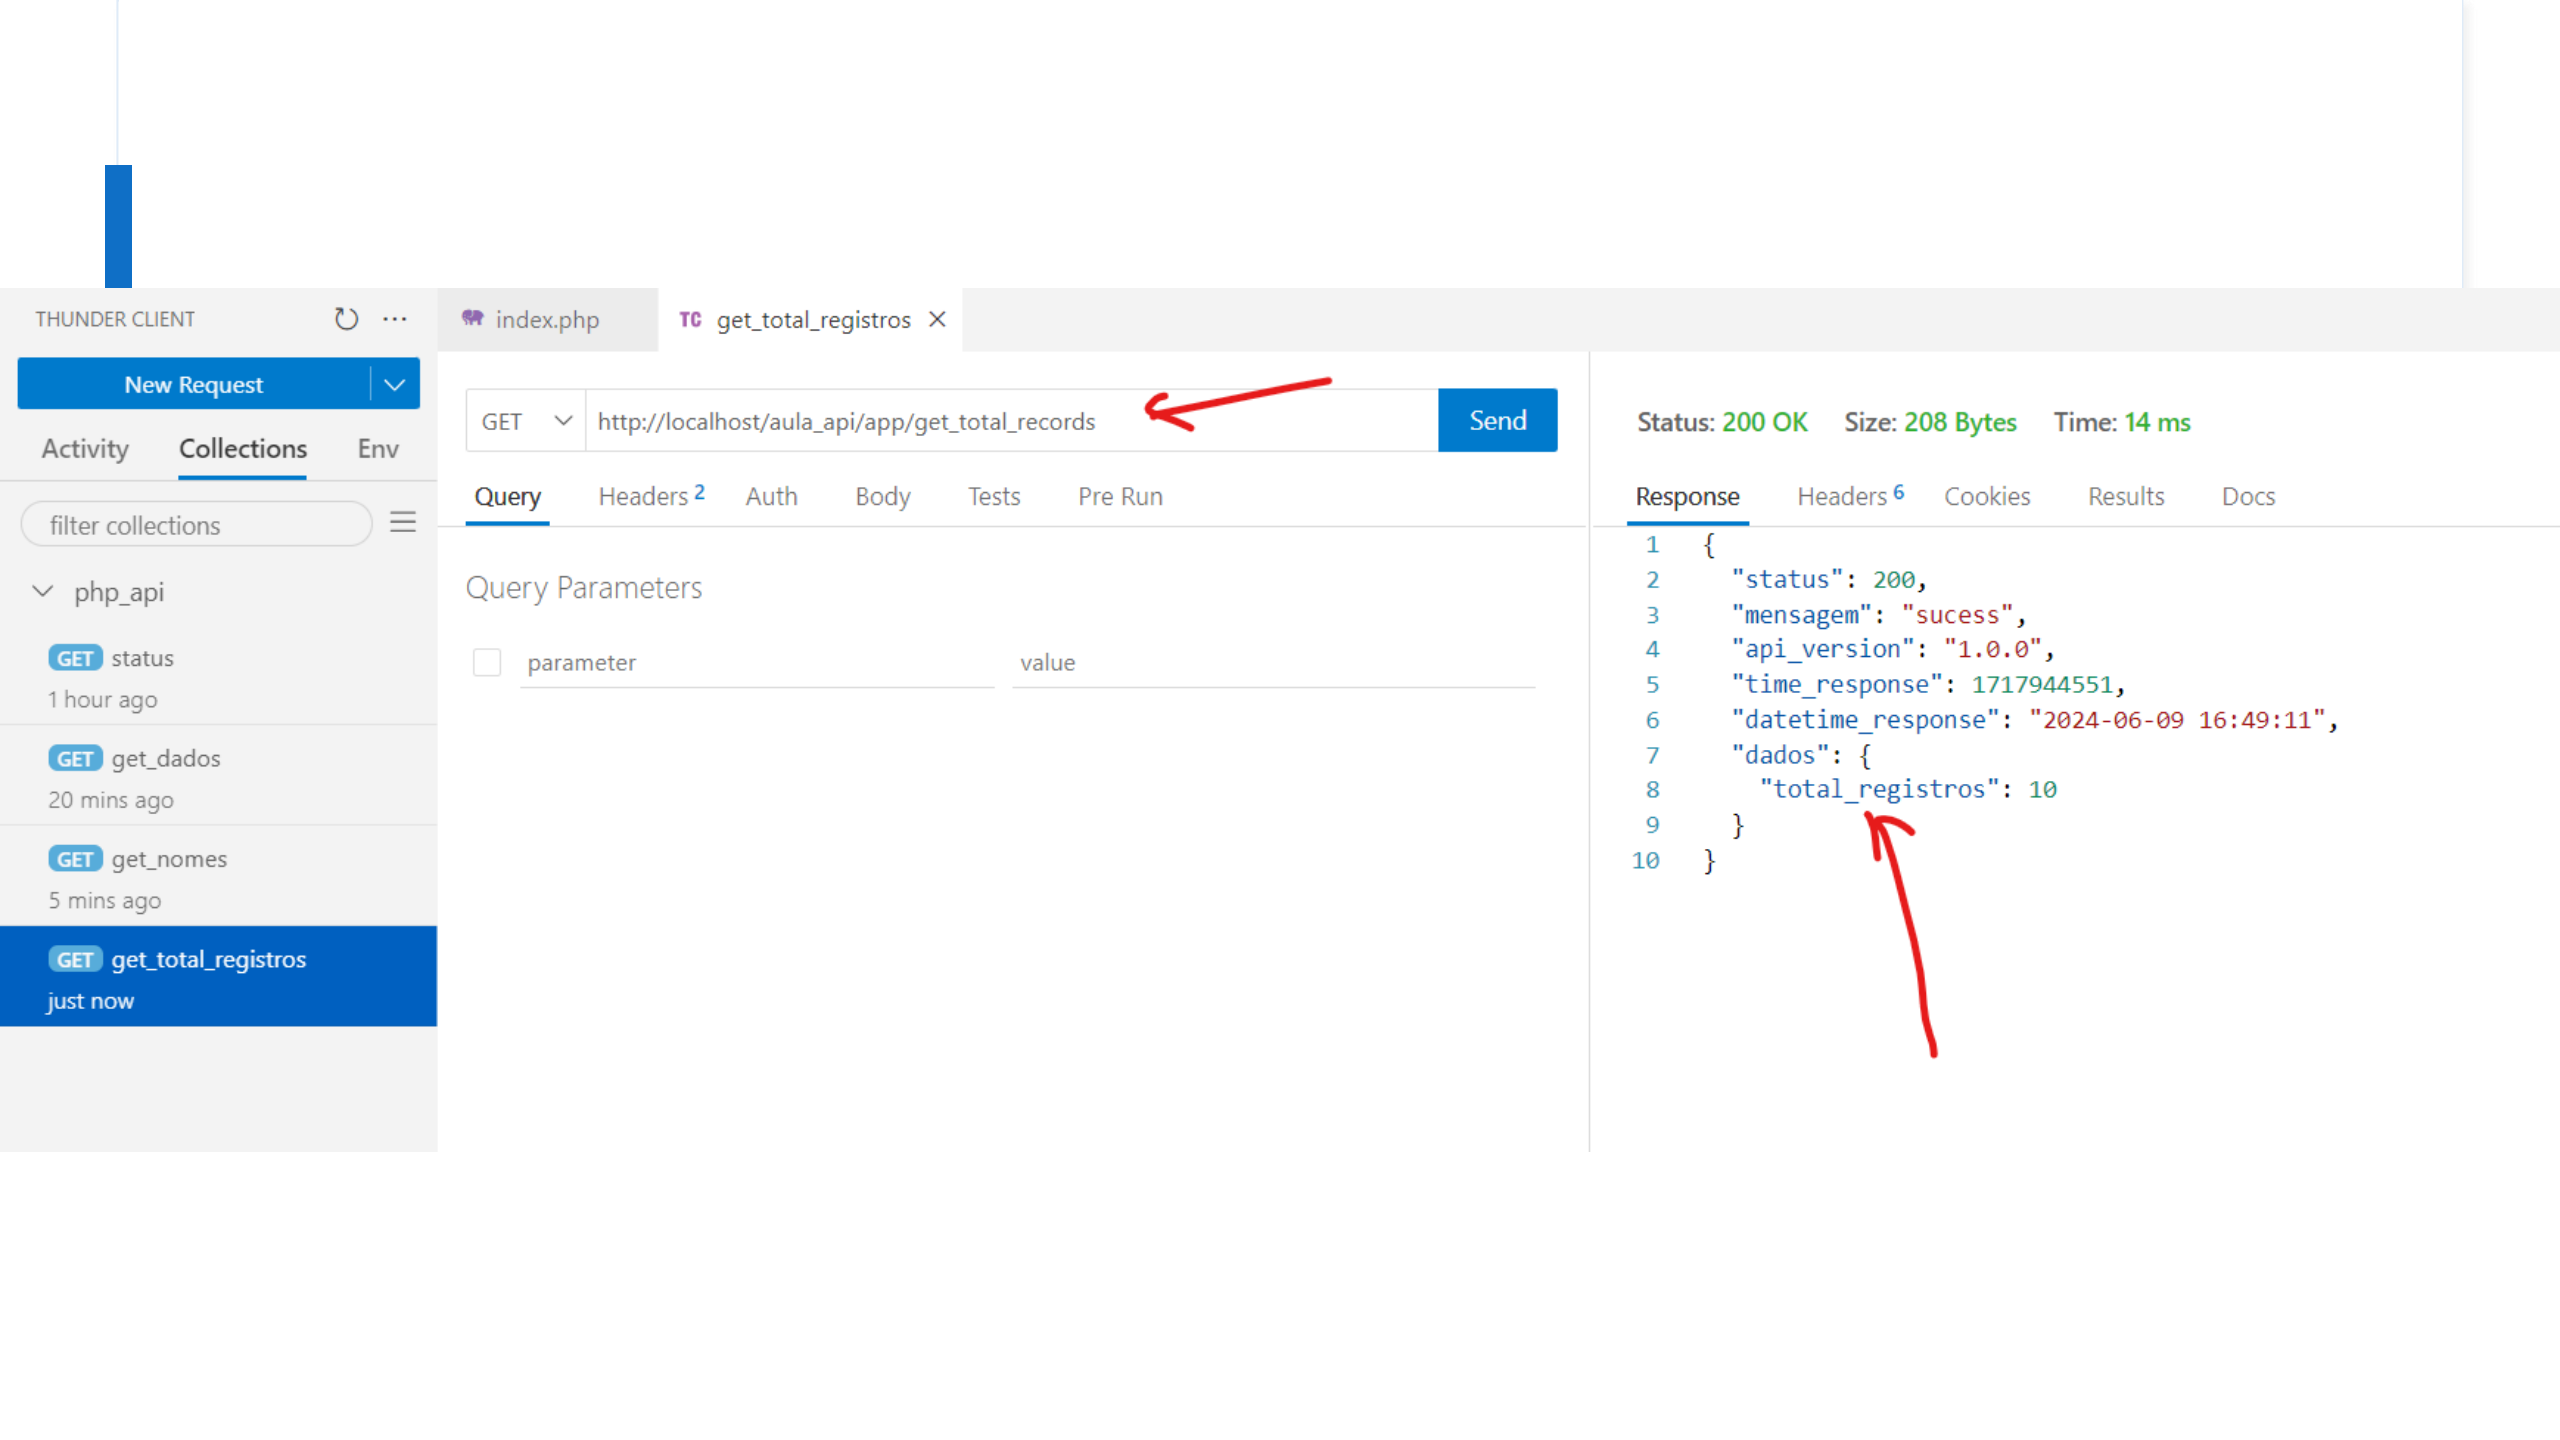 THUNDER CLIENT
New Request
Activity Collections Env
filter collections
php_api
GET status
1 hour ago
GET get_dados
20 mins ago
GET get_nomes
5 mins ago
GET get_total_registros
just now
index.php
TC get_total_registros
GET http://localhost/aula_api/app/get_total_records Send
Query Headers 2 Auth Body Tests Pre Run
Query Parameters
parameter value
Status: 200 OK Size: 208 Bytes Time: 14 ms
Response Headers 6 Cookies Results Docs
1 {
2 "status": 200,
3 "mensagem": "sucess",
4 "api_version": "1.0.0",
5 "time_response": 1717944551,
6 "datetime_response": "2024-06-09 16:49:11",
7 "dados": {
8 "total_registros": 10
9 }
10 }